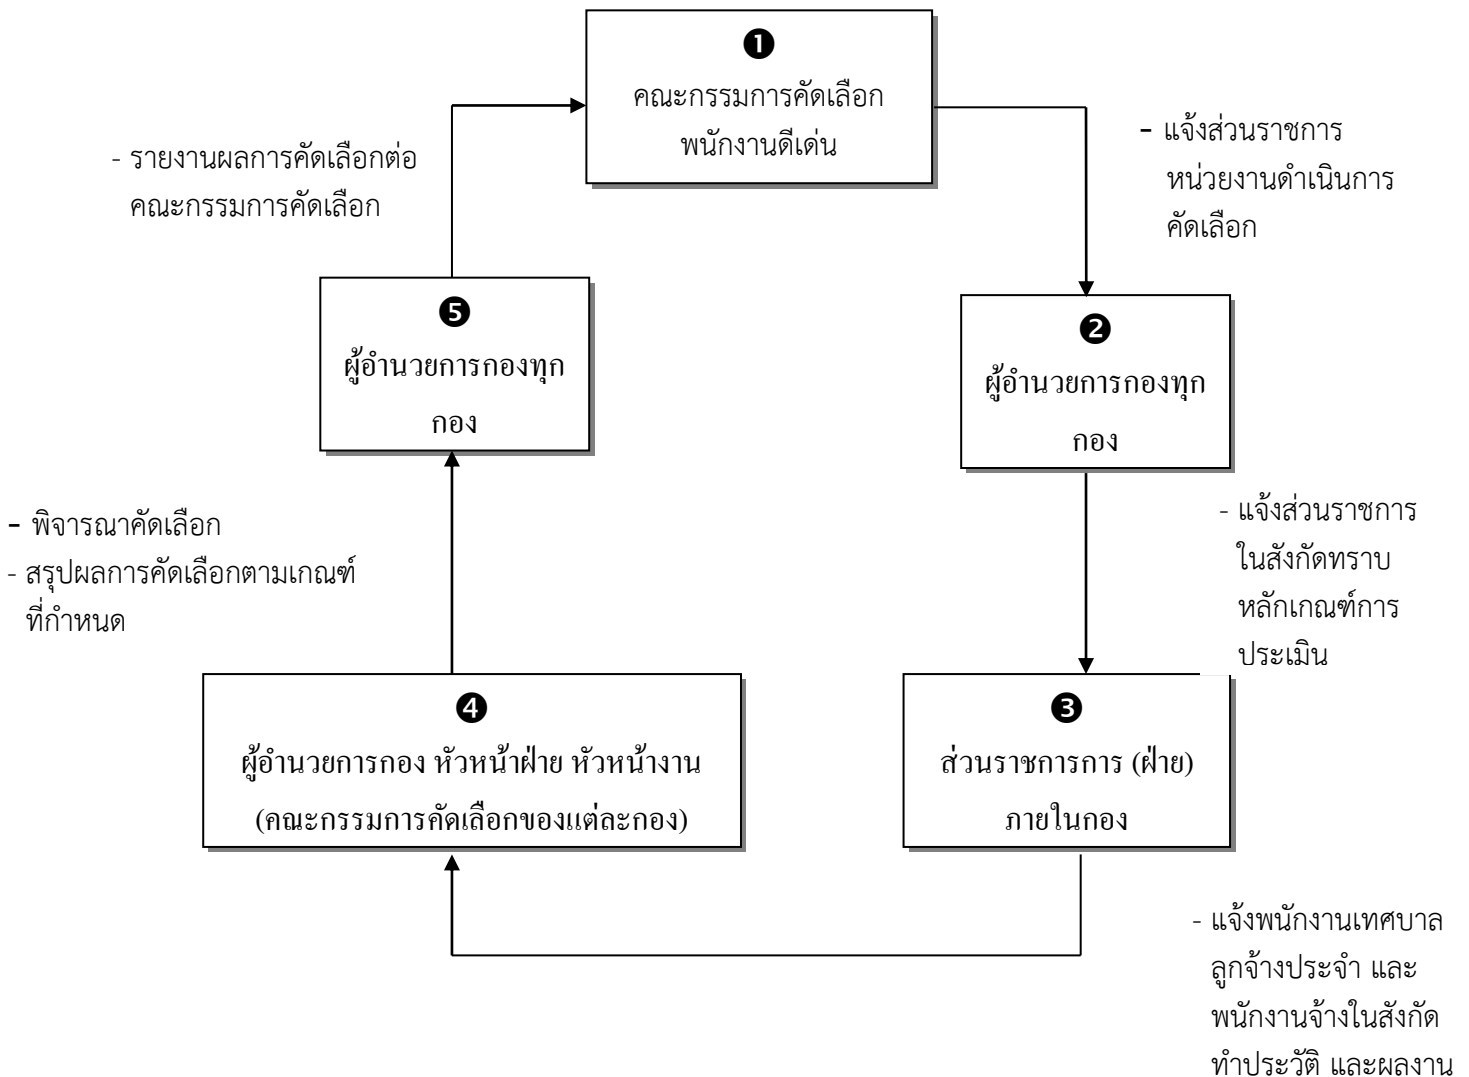 ❶
คณะกรรมการคัดเลือก
พนักงานดีเด่น
- แจ้งส่วนราชการ
หน่วยงานดำเนินการ
คัดเลือก
❷
ผู้อำนวยการกองทุก
กอง
- แจ้งส่วนราชการ
ในสังกัดทราบ
หลักเกณฑ์การ
ประเมิน
❸
ส่วนราชการการ (ฝ่าย)
ภายในกอง
- แจ้งพนักงานเทศบาล
ลูกจ้างประจำ และ
พนักงานจ้างในสังกัด
ทำประวัติ และผลงาน
❹
ผู้อำนวยการกอง หัวหน้าฝ่าย หัวหน้างาน
(คณะกรรมการคัดเลือกของแต่ละกอง)
- พิจารณาคัดเลือก
- สรุปผลการคัดเลือกตามเกณฑ์
ที่กำหนด
❺
ผู้อำนวยการกองทุก
กอง
- รายงานผลการคัดเลือกต่อ
คณะกรรมการคัดเลือก